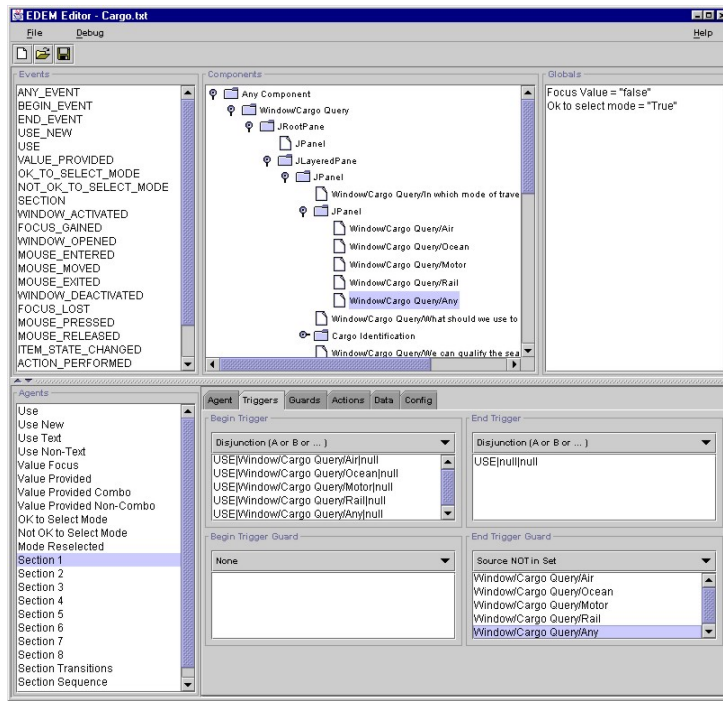 EDEM Editor - Cargo.txt
File Debug Help
Events
ANY_EVENT
BEGIN_EVENT
END_EVENT
USE_NEW
USE
VALUE_PROVIDED
OK_TO_SELECT_MODE
NOT_OK_TO_SELECT_MODE
SECTION
WINDOW_ACTIVATED
FOCUS_GAINED
WINDOW_OPENED
MOUSE_ENTERED
MOUSE_MOVED
MOUSE_EXITED
WINDOW_DEACTIVATED
FOCUS_LOST
MOUSE_PRESSED
MOUSE_RELEASED
ITEM_STATE_CHANGED
ACTION_PERFORMED
Components
Any Component
Window/Cargo Query
JRootPane
JPanel
JLayeredPane
JPanel
Window/Cargo Query/In which mode of trave
JPanel
Window/Cargo Query/Air
Window/Cargo Query/Ocean
Window/Cargo Query/Motor
Window/Cargo Query/Rail
Window/Cargo Query/Any
Window/Cargo Query/What should we use to
Cargo Identification
Window/Cargo Query/We can qualify the sea
Globals
Focus Value = "false"
Ok to select mode = "True"
Agents
Use
Use New
Use Text
Use Non-Text
Value Focus
Value Provided
Value Provided Combo
Value Provided Non-Combo
OK to Select Mode
Not OK to Select Mode
Mode Reselected
Section 1
Section 2
Section 3
Section 4
Section 5
Section 6
Section 7
Section 8
Section Transitions
Section Sequence
Agent Triggers Guards Actions Data Config
Begin Trigger
Disjunction (A or B or ... )
USE|Window/Cargo Query/Air|null
USE|Window/Cargo Query/Ocean|null
USE|Window/Cargo Query/Motor|null
USE|Window/Cargo Query/Rail|null
USE|Window/Cargo Query/Any|null
End Trigger
Disjunction (A or B or ... )
USE|null|null
Begin Trigger Guard
None
End Trigger Guard
Source NOT in Set
Window/Cargo Query/Air
Window/Cargo Query/Ocean
Window/Cargo Query/Motor
Window/Cargo Query/Rail
Window/Cargo Query/Any